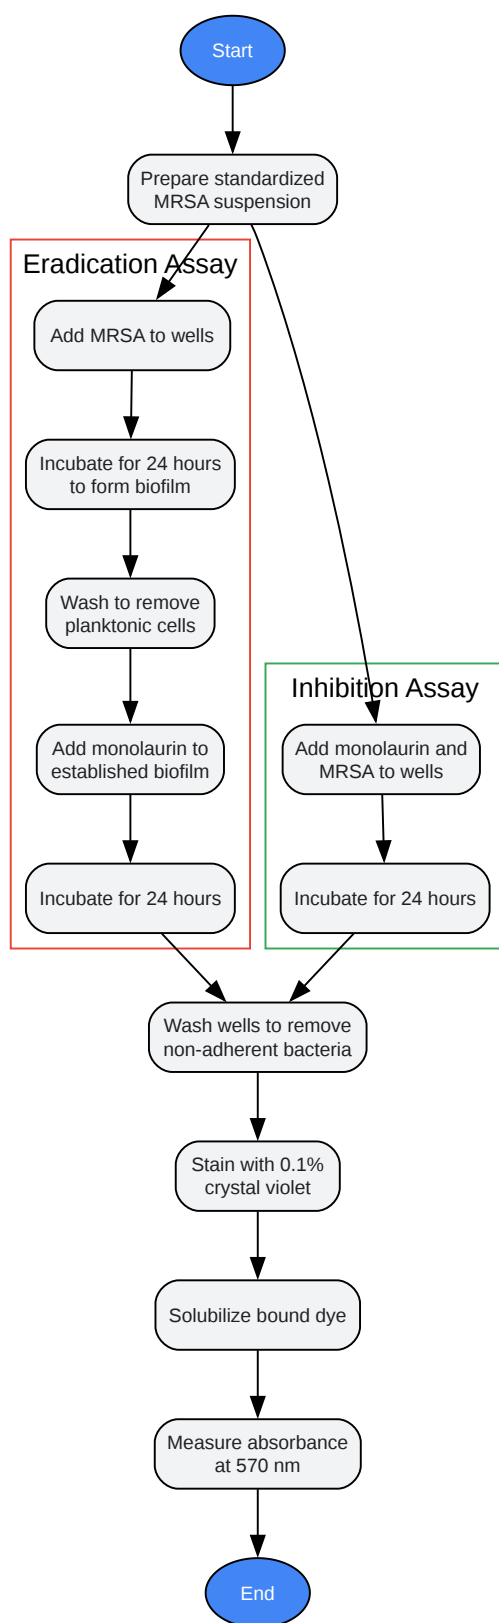 Start
Prepare standardized
MRSA suspension
Eradication Assay
Add MRSA to wells
Incubate for 24 hours
to form biofilm
Wash to remove
planktonic cells
Add monolaurin to
established biofilm
Incubate for 24 hours
Inhibition Assay
Add monolaurin and
MRSA to wells
Incubate for 24 hours
Wash wells to remove
non-adherent bacteria
Stain with 0.1%
crystal violet
Solubilize bound dye
Measure absorbance
at 570 nm
End